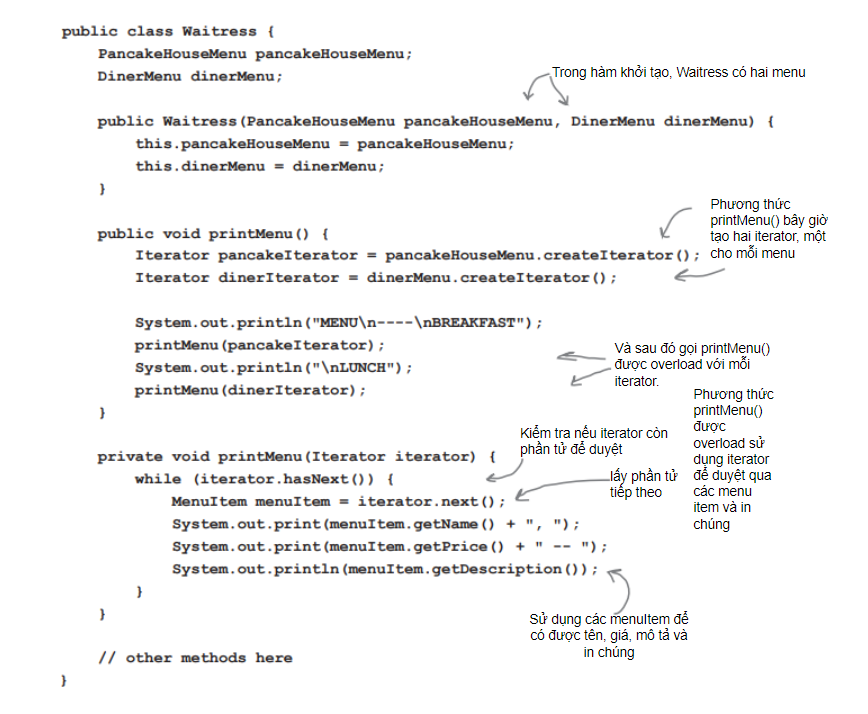 public class Waitress {
PancakeHouseMenu pancakeHouseMenu;
DinerMenu dinerMenu;
Trong hàm khởi tạo, Waitress có hai menu
public Waitress(PancakeHouseMenu pancakeHouseMenu, DinerMenu dinerMenu) {
this.pancakeHouseMenu = pancakeHouseMenu;
this.dinerMenu = dinerMenu;
}
Phương thức
printMenu() bây giờ
tạo hai iterator, một
cho mỗi menu
public void printMenu() {
Iterator pancakeIterator = pancakeHouseMenu.createIterator();
Iterator dinerIterator = dinerMenu.createIterator();
System.out.println("MENU\n----\nBREAKFAST");
printMenu(pancakeIterator);
System.out.println("\nLUNCH");
printMenu(dinerIterator);
}
Và sau đó gọi printMenu()
được overload với mỗi
iterator.
Phương thức
printMenu()
được
overload sử
dụng iterator
để duyệt qua
các menu
item và in
chúng
Kiểm tra nếu iterator còn
phần tử để duyệt
private void printMenu(Iterator iterator) {
while (iterator.hasNext()) {
lấy phần tử
tiếp theo
MenuItem menuItem = iterator.next();
System.out.print(menuItem.getName() + ", ");
System.out.print(menuItem.getPrice() + " -- ");
System.out.println(menuItem.getDescription());
}
}
Sử dụng các menuItem để
có được tên, giá, mô tả và
in chúng
// other methods here
}